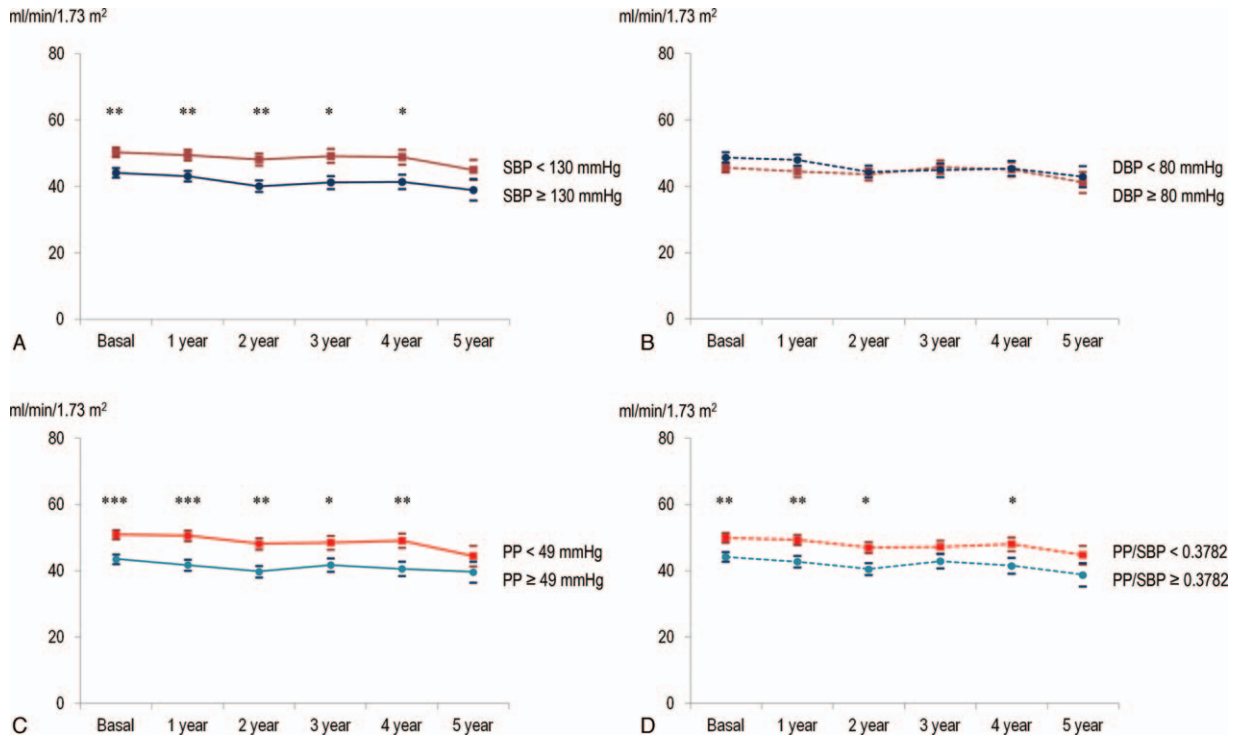 ml/min/1.73 m²
80
60
40
20
0
** ** ** * *
SBP < 130 mmHg
SBP ≥ 130 mmHg
Basal 1 year 2 year 3 year 4 year 5 year
A
ml/min/1.73 m²
80
60
40
20
0
DBP < 80 mmHg
DBP ≥ 80 mmHg
Basal 1 year 2 year 3 year 4 year 5 year
B
ml/min/1.73 m²
80
60
40
20
0
*** *** ** * **
PP < 49 mmHg
PP ≥ 49 mmHg
Basal 1 year 2 year 3 year 4 year 5 year
C
ml/min/1.73 m²
80
60
40
20
0
** ** * *
PP/SBP < 0.3782
PP/SBP ≥ 0.3782
Basal 1 year 2 year 3 year 4 year 5 year
D